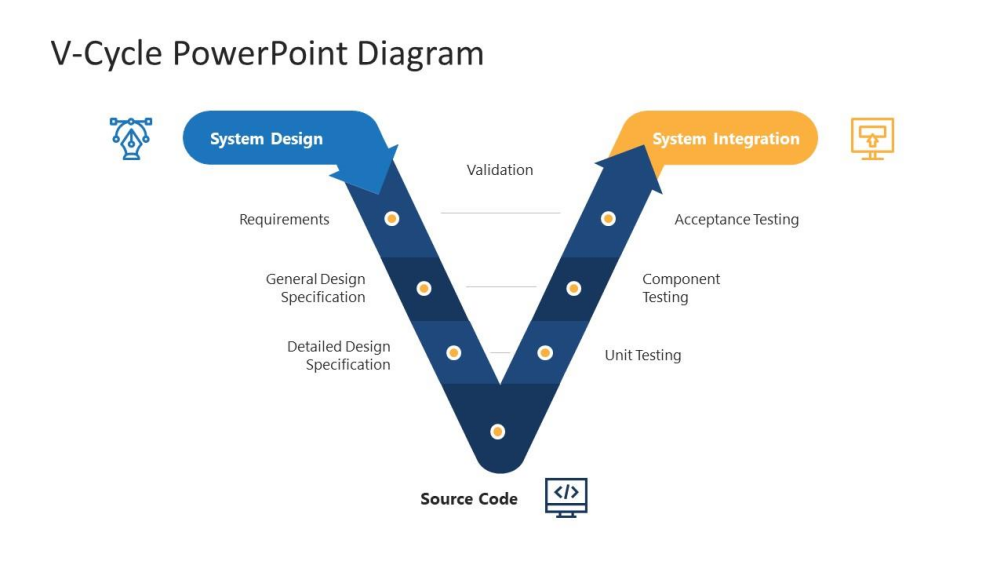 V-Cycle PowerPoint Diagram
System Design
System Integration
Validation
Requirements
Acceptance Testing
General Design
Specification
Component
Testing
Detailed Design
Specification
Unit Testing
Source Code
</>